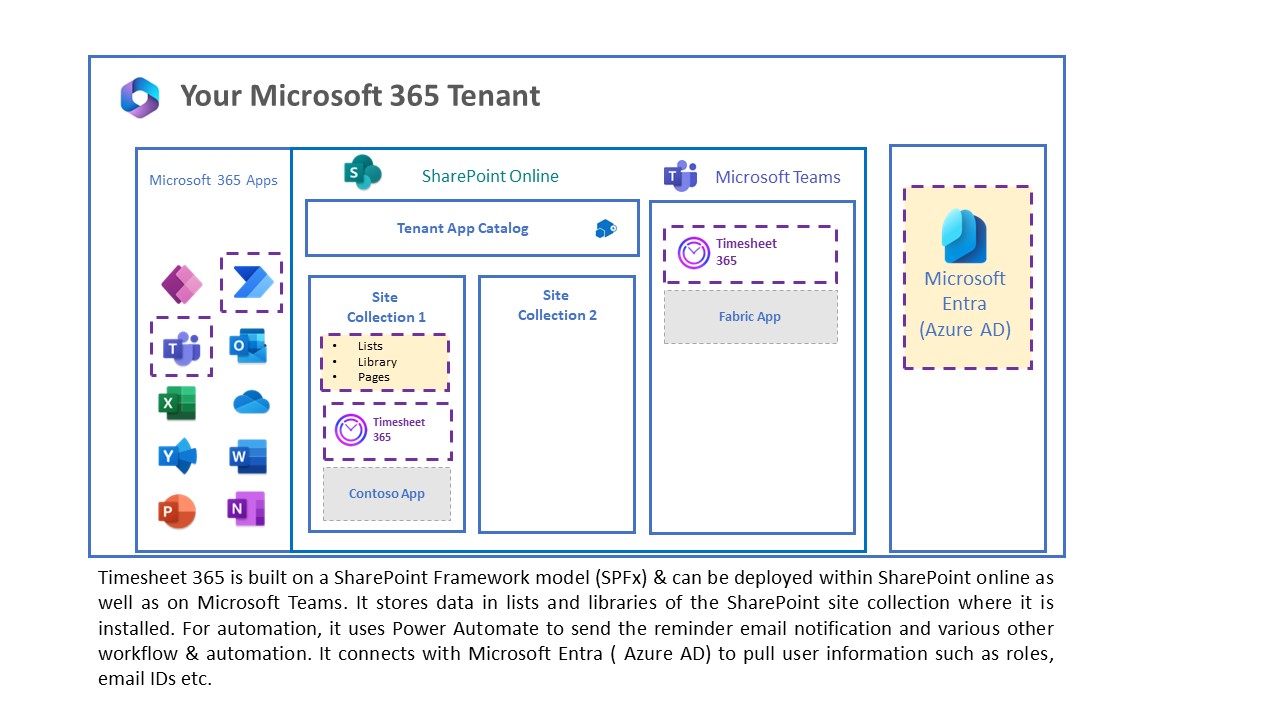 Your Microsoft 365 Tenant
Microsoft 365 Apps
SharePoint Online
Microsoft Teams
Tenant App Catalog
Site
Collection 1
• Lists
• Library
• Pages
Timesheet
365
Contoso App
Site
Collection 2
Timesheet
365
Fabric App
Microsoft
Entra
(Azure AD)
S
T
T
O
X
Y
W
P
N
Timesheet 365 is built on a SharePoint Framework model (SPFx) & can be deployed within SharePoint online as
well as on Microsoft Teams. It stores data in lists and libraries of the SharePoint site collection where it is
installed. For automation, it uses Power Automate to send the reminder email notification and various other
workflow & automation. It connects with Microsoft Entra ( Azure AD) to pull user information such as roles,
email IDs etc.